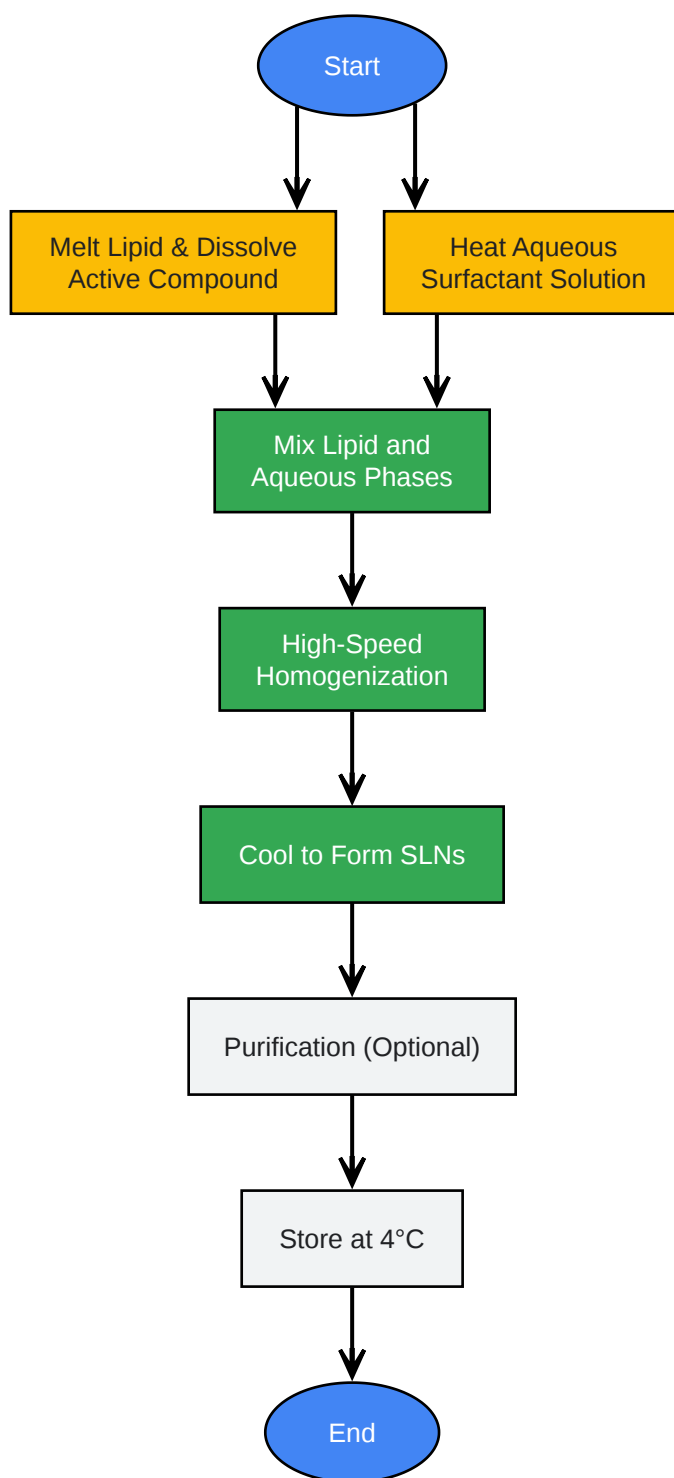 Start
Melt Lipid & Dissolve
Active Compound
Heat Aqueous
Surfactant Solution
Mix Lipid and
Aqueous Phases
High-Speed
Homogenization
Cool to Form SLNs
Purification (Optional)
Store at 4°C
End